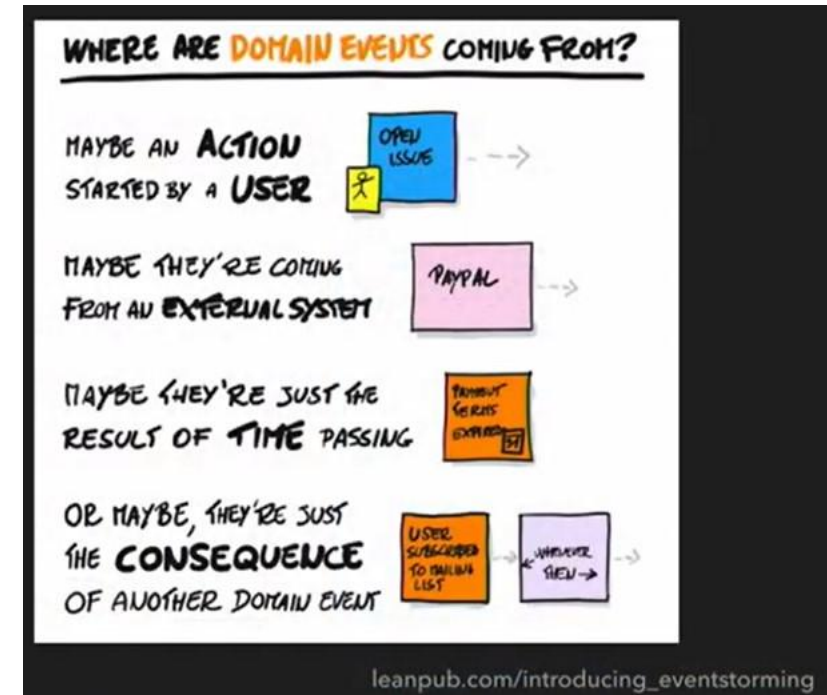 WHERE ARE DOMAIN EVENTS COMING FROM?
MAYBE AN ACTION
STARTED BY A USER
OPEN
ISSUE
MAYBE THEY'RE COMING
FROM AN EXTERNAL SYSTEM
PAYPAL
MAYBE THEY'RE JUST THE
RESULT OF TIME PASSING
PAYMENT
TERMS
EXPIRED
31
OR MAYBE, THEY'RE JUST
THE CONSEQUENCE
OF ANOTHER DOMAIN EVENT
USER
SUBSCRIBED
TO MAILING
LIST
WHENEVER
THEN
leanpub.com/introducing_eventstorming